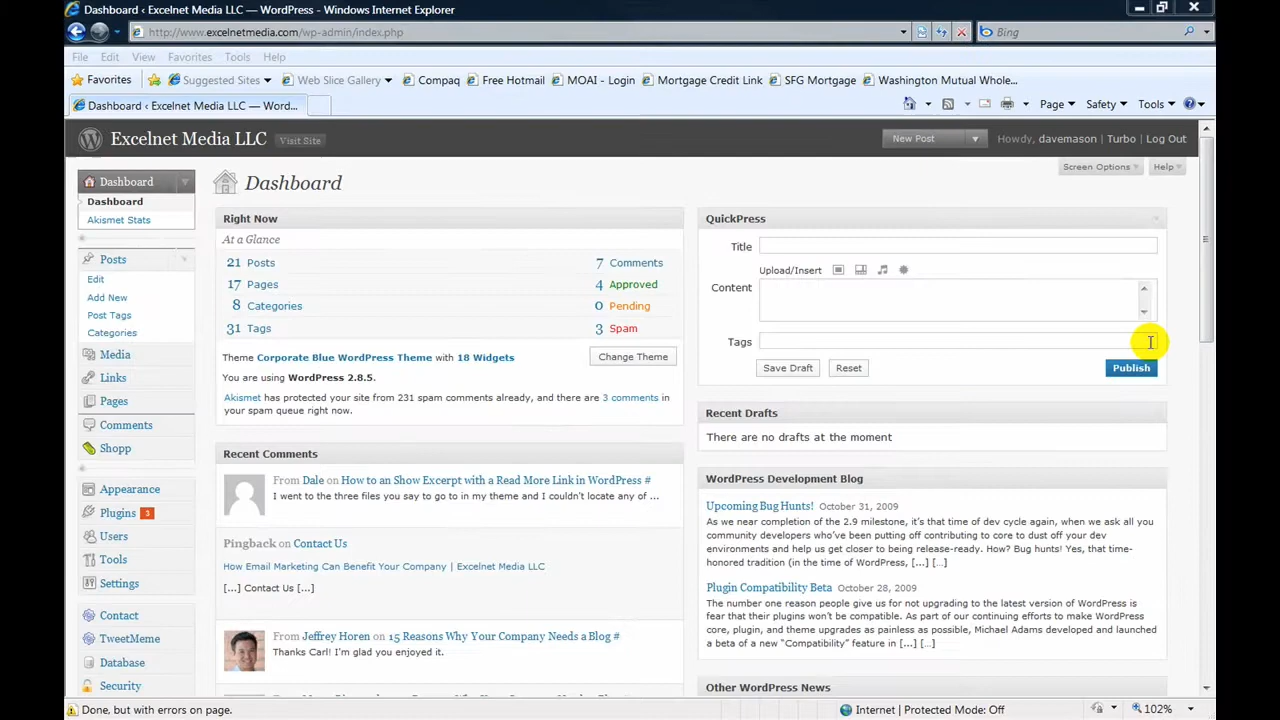 Dashboard ‹ Excelnet Media LLC — WordPress - Windows Internet Explorer
http://www.excelnetmedia.com/wp-admin/index.php
Bing
File Edit View Favorites Tools Help
Favorites Suggested Sites Web Slice Gallery Compaq Free Hotmail MOAI - Login Mortgage Credit Link SFG Mortgage Washington Mutual Whole...
Dashboard ‹ Excelnet Media LLC — Word... Page Safety Tools
Excelnet Media LLC Visit Site New Post Howdy, davemason | Turbo | Log Out
Screen Options Help
Dashboard
Dashboard
Akismet Stats
Posts
Edit
Add New
Post Tags
Categories
Media
Links
Pages
Comments
Shopp
Appearance
Plugins 3
Users
Tools
Settings
Contact
TweetMeme
Database
Security
Dashboard
Right Now
At a Glance
21 Posts 7 Comments
17 Pages 4 Approved
8 Categories 0 Pending
31 Tags 3 Spam
Theme Corporate Blue WordPress Theme with 18 Widgets Change Theme
You are using WordPress 2.8.5.
Akismet has protected your site from 231 spam comments already, and there are 3 comments in
your spam queue right now.
Recent Comments
From Dale on How to an Show Excerpt with a Read More Link in WordPress #
I went to the three files you say to go to in my theme and I couldn't locate any of ...
Pingback on Contact Us
How Email Marketing Can Benefit Your Company | Excelnet Media LLC
[...] Contact Us [...]
From Jeffrey Horen on 15 Reasons Why Your Company Needs a Blog #
Thanks Carl! I'm glad you enjoyed it.
QuickPress
Title
Upload/Insert
Content
Tags
Save Draft Reset Publish
Recent Drafts
There are no drafts at the moment
WordPress Development Blog
Upcoming Bug Hunts! October 31, 2009
As we near completion of the 2.9 milestone, it's that time of dev cycle again, when we ask all you
community developers who've been putting off contributing to core to dust off your dev
environments and help us get closer to being release-ready. How? Bug hunts! Yes, that time-
honored tradition (in the time of WordPress, [...] [...]
Plugin Compatibility Beta October 28, 2009
The number one reason people give us for not upgrading to the latest version of WordPress is
fear that their plugins won't be compatible. As part of our continuing efforts to make WordPress
core, plugin, and theme upgrades as painless as possible, Michael Adams developed and launched
a beta of a new "Compatibility" feature in [...] [...]
Other WordPress News
Done, but with errors on page. Internet | Protected Mode: Off 102%